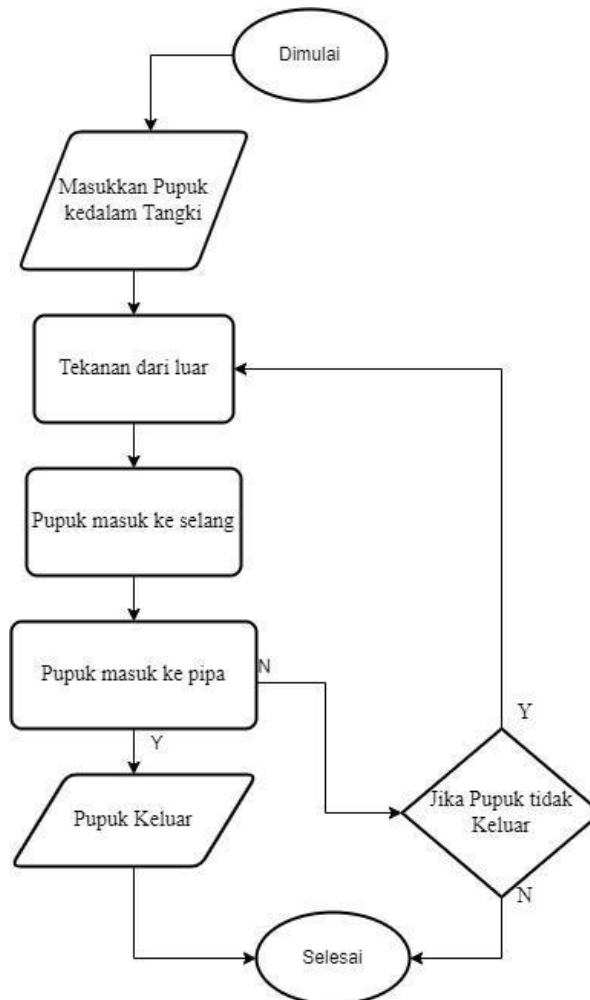 Dimulai
Masukkan Pupuk
kedalam Tangki
Tekanan dari luar
Pupuk masuk ke selang
Pupuk masuk ke pipa
N
Y
Pupuk Keluar
Y
Jika Pupuk tidak
Keluar
N
Selesai